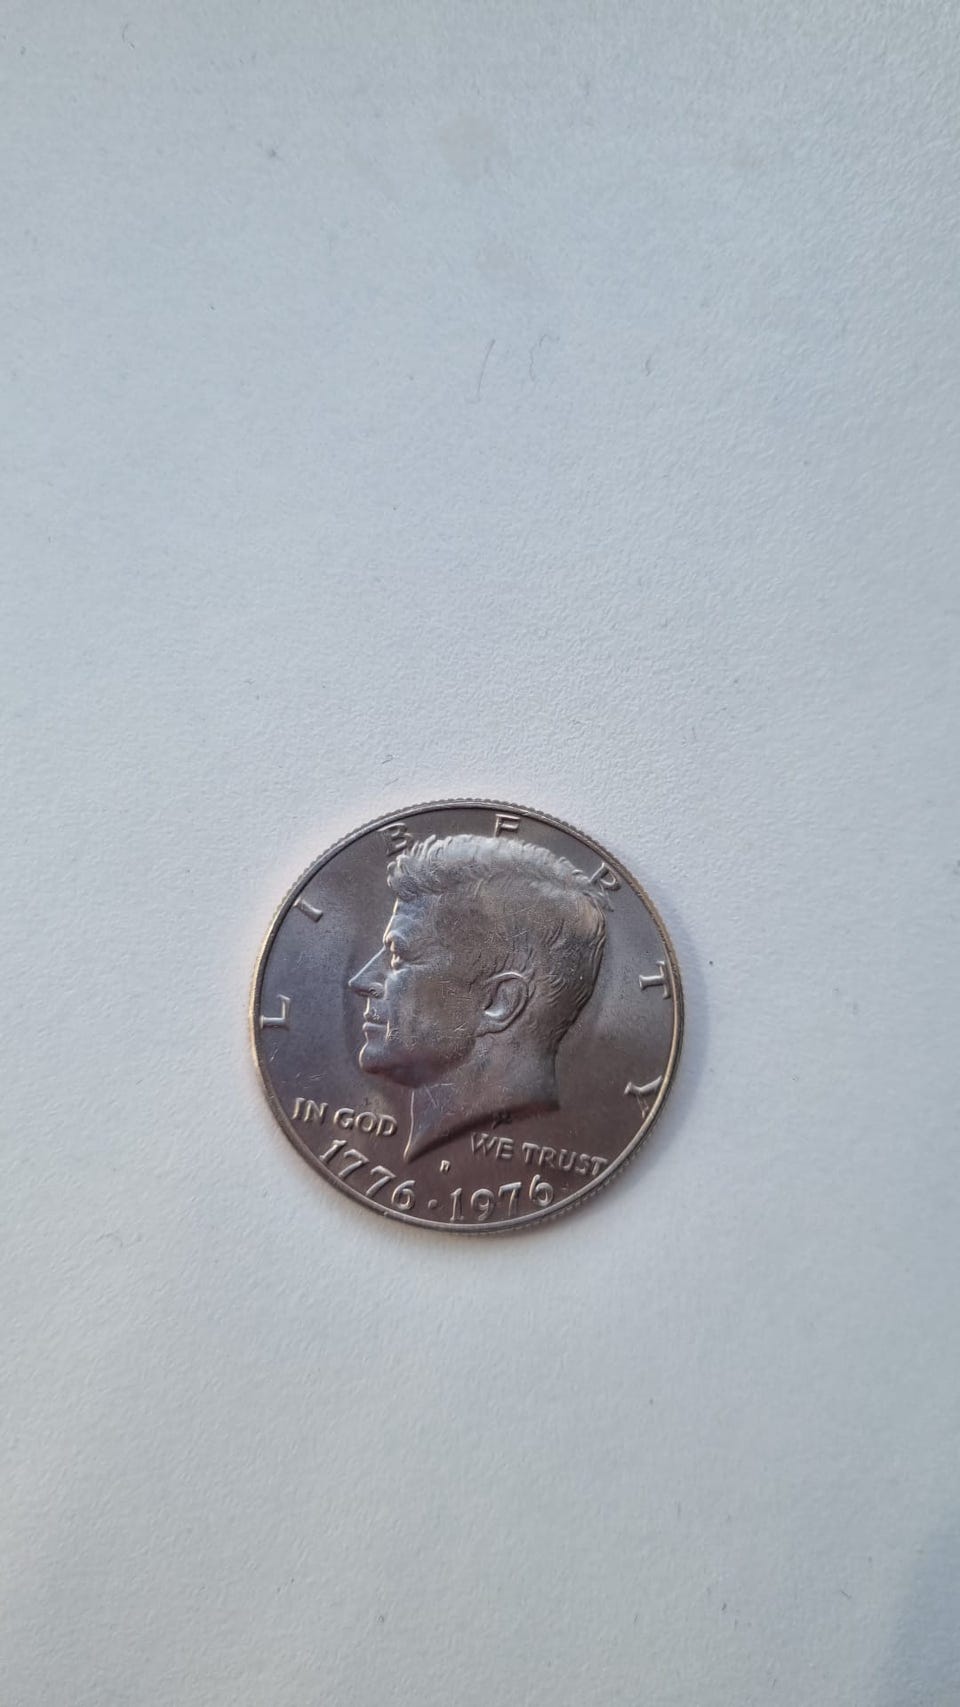 LIBERTY
IN GOD WE TRUST
D
1776·1976